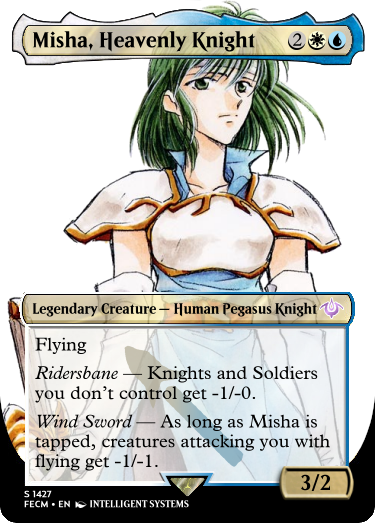 Misha, Heavenly Knight 2
Legendary Creature — Human Pegasus Knight
Flying
Ridersbane — Knights and Soldiers
you don't control get -1/-0.
Wind Sword — As long as Misha is
tapped, creatures attacking you with
flying get -1/-1.
3/2
S 1427
FECM • EN INTELLIGENT SYSTEMS